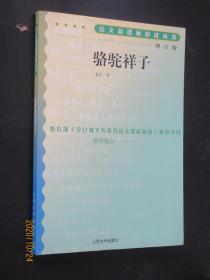 语文新课标必读丛书
增订版
骆驼祥子
老舍 著
教育部《全日制义务教育语文课程标准》推荐书目
初中部分
人民文学出版社
2020/10/24